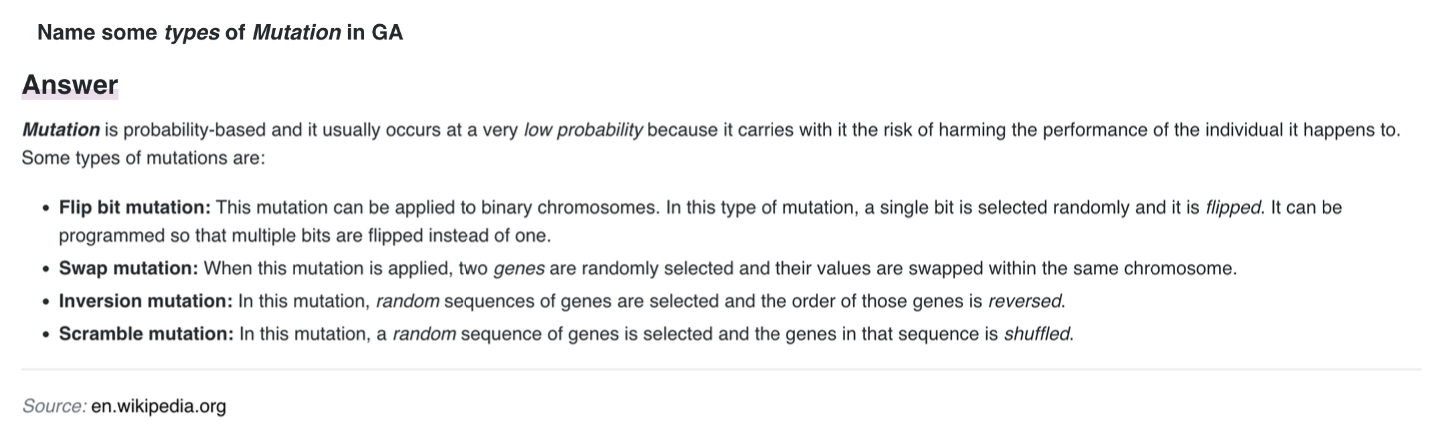 Name some types of Mutation in GA
Answer
Mutation is probability-based and it usually occurs at a very low probability because it carries with it the risk of harming the performance of the individual it happens to.
Some types of mutations are:
• Flip bit mutation: This mutation can be applied to binary chromosomes. In this type of mutation, a single bit is selected randomly and it is flipped. It can be
programmed so that multiple bits are flipped instead of one.
• Swap mutation: When this mutation is applied, two genes are randomly selected and their values are swapped within the same chromosome.
• Inversion mutation: In this mutation, random sequences of genes are selected and the order of those genes is reversed.
• Scramble mutation: In this mutation, a random sequence of genes is selected and the genes in that sequence is shuffled.
Source: en.wikipedia.org